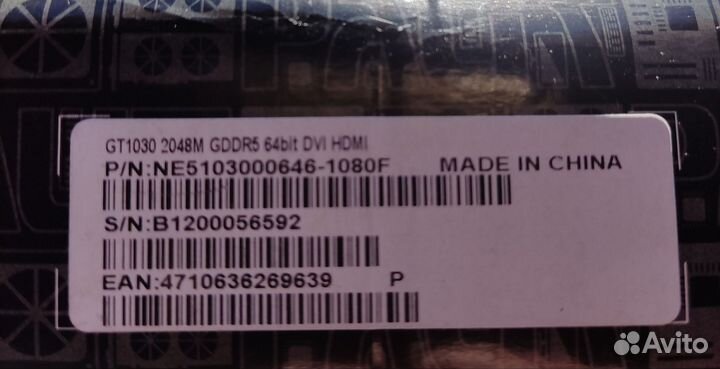 GT1030 2048M GDDR5 64bit DVI HDMI
P/N:NE5103000646-1080F MADE IN CHINA
S/N:B1200056592
EAN:4710636269639 P
Avito